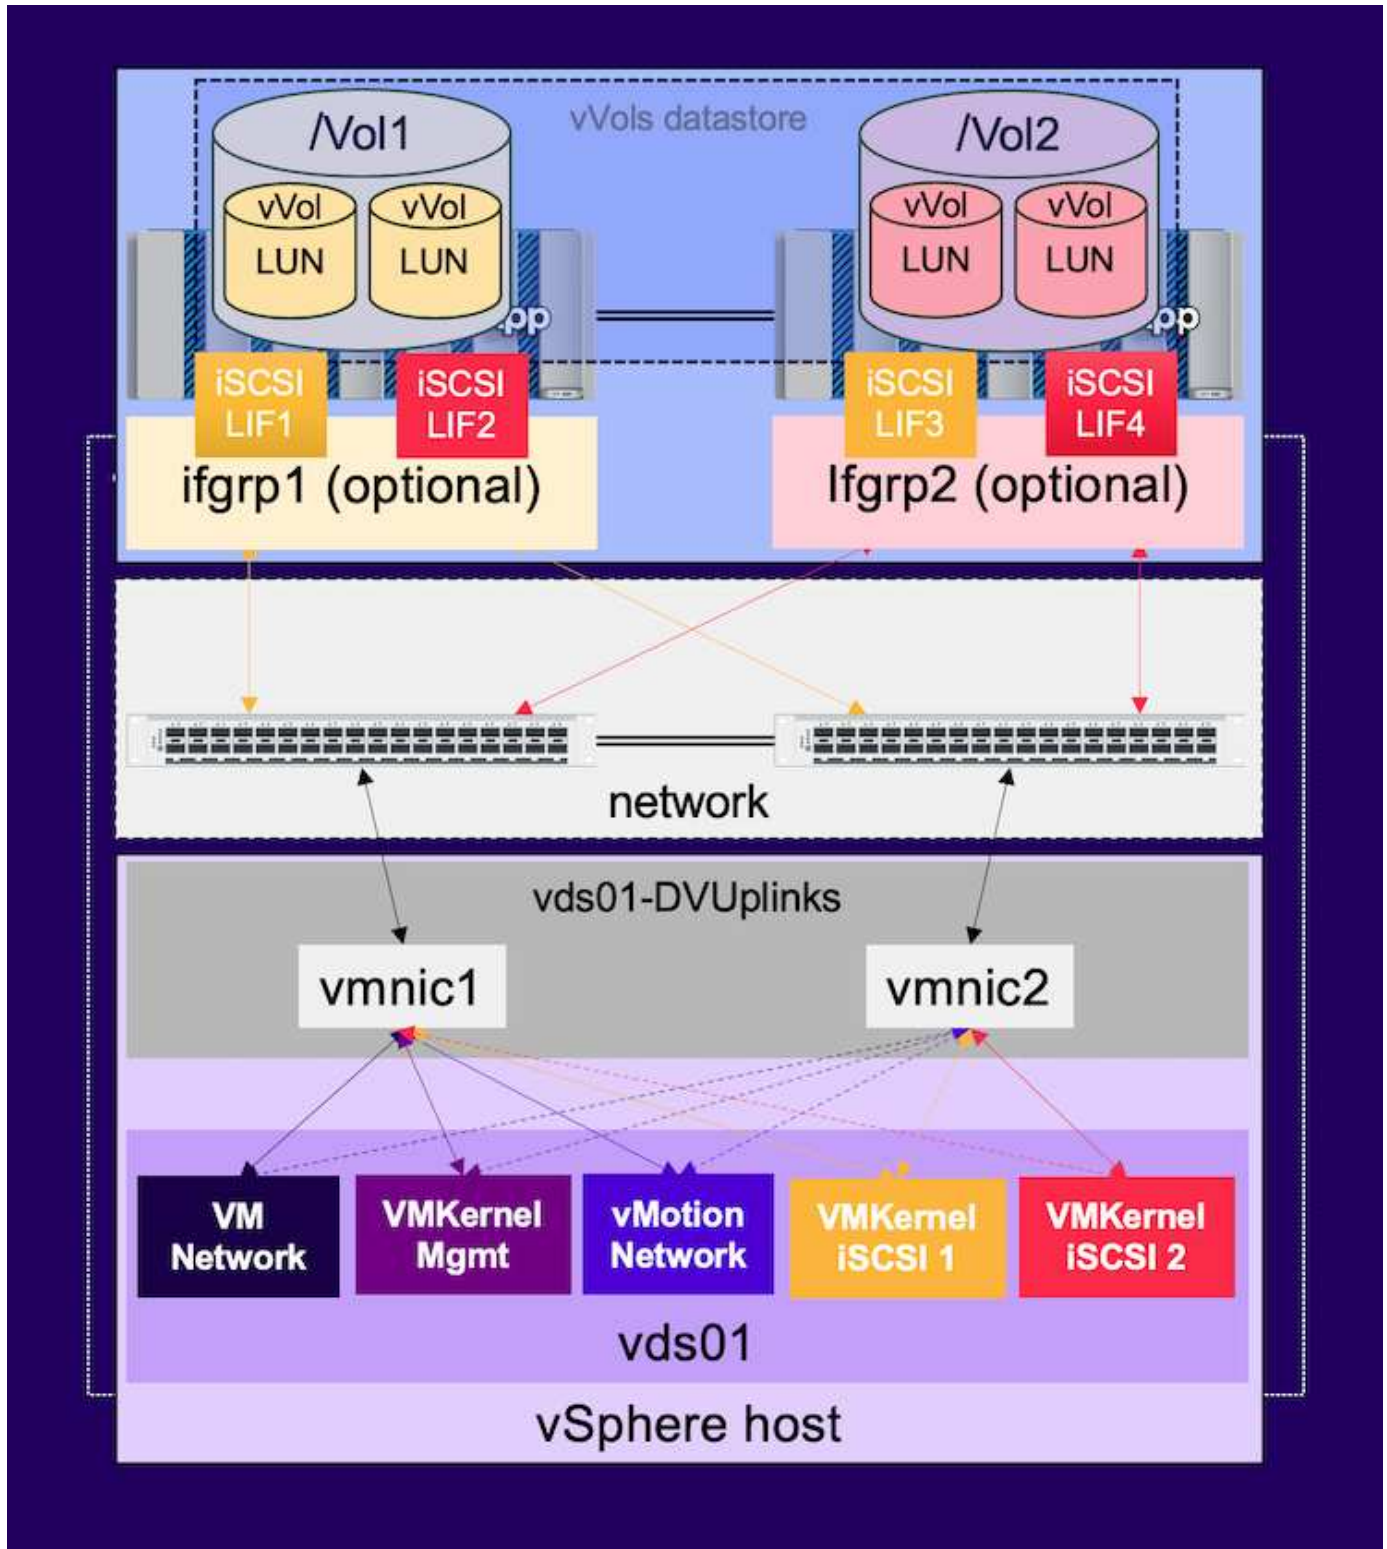 vVols datastore
/Vol1
/Vol2
vVol
vVol
vVol
vVol
LUN
LUN
LUN
LUN
pp
pp
iSCSI
LIF1
iSCSI
LIF2
iSCSI
LIF3
iSCSI
LIF4
ifgrp1 (optional)
Ifgrp2 (optional)
network
vds01-DVUplinks
vmnic1
vmnic2
VM
Network
VMKernel
Mgmt
vMotion
Network
VMKernel
iSCSI 1
VMKernel
iSCSI 2
vds01
vSphere host